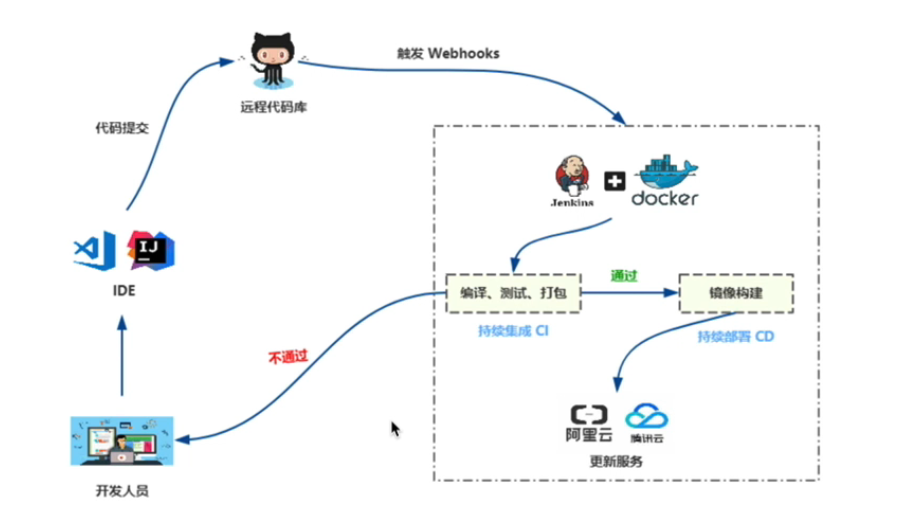 触发 Webhooks
远程代码库
代码提交
Jenkins
docker
IJ
IDE
编译、测试、打包
通过
镜像构建
持续集成 CI
持续部署 CD
不通过
阿里云
腾讯云
更新服务
开发人员